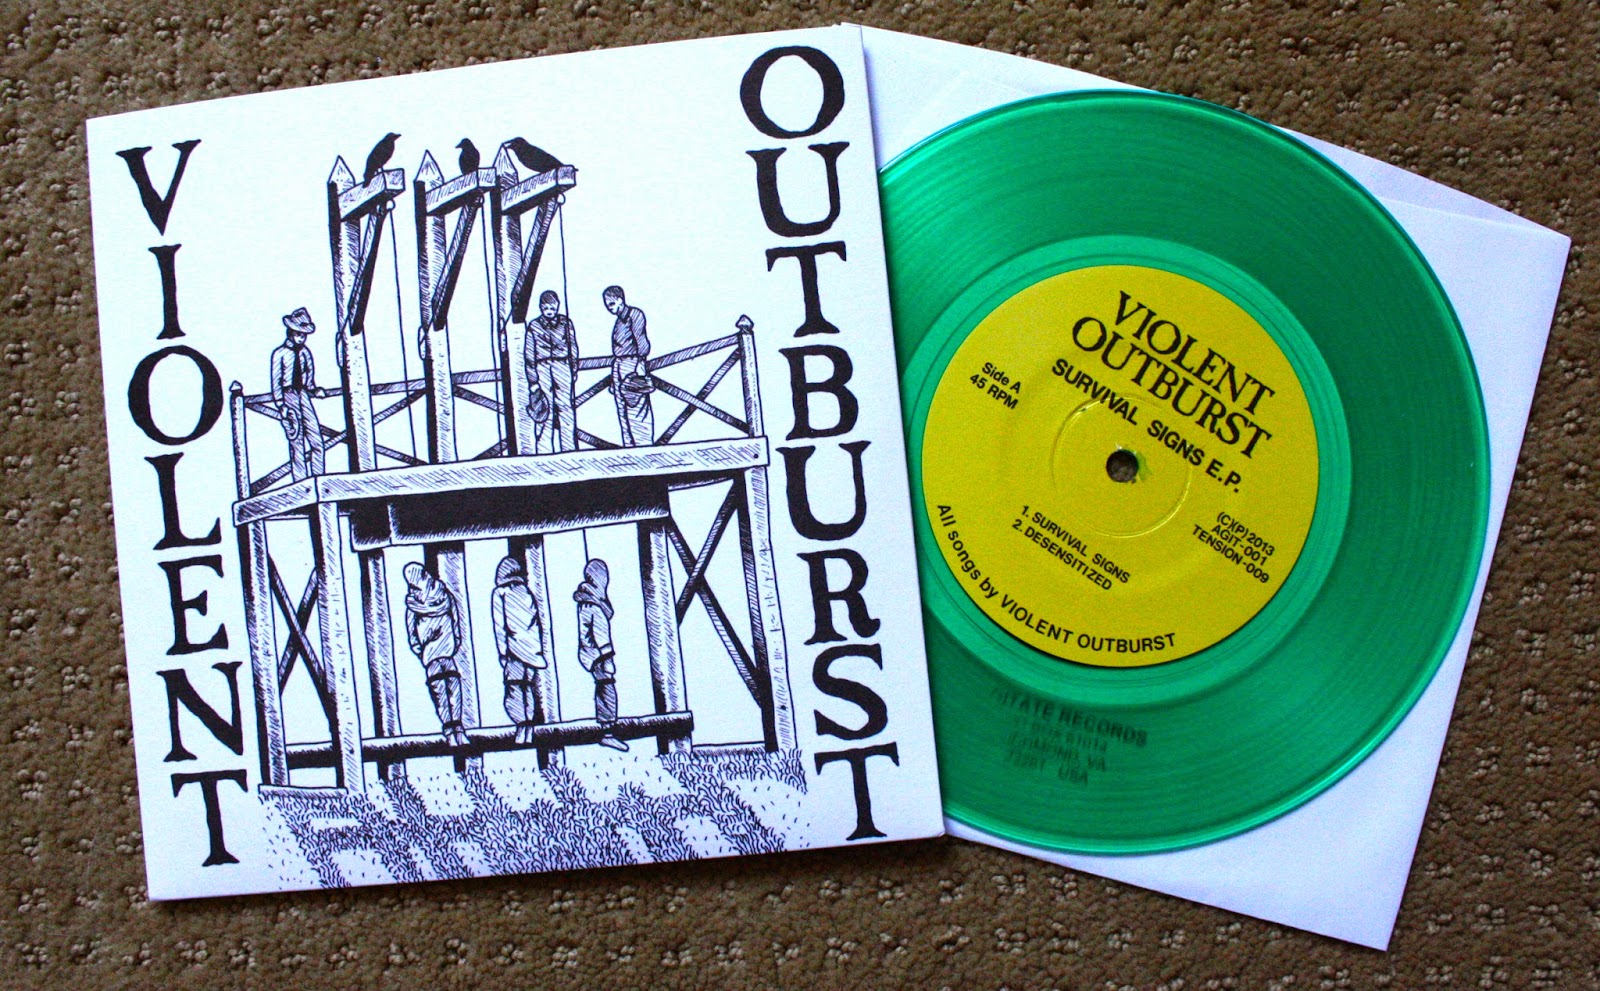 VIOLENT
OUTBURST
VIOLENT
OUTBURST
SURVIVAL SIGNS E.P.
Side A
45 RPM
1. SURVIVAL SIGNS
2. DESENSITIZED
(C)(P)2013
AGIT-001
TENSION-009
All songs by VIOLENT OUTBURST
RECORDS
VA
USA